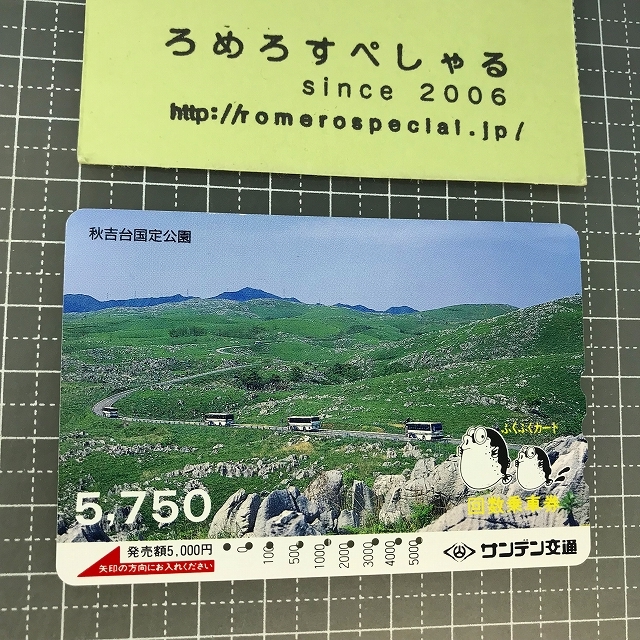 ろめろすぺしゃる
since 2006
http://romerospecial.jp/
秋吉台国定公園
ふくふくカード
5,750
回数乗車券
発売額5,000円
100 500 1000 2000 3000 4000 5000
矢印の方向にお入れください
サンデン交通